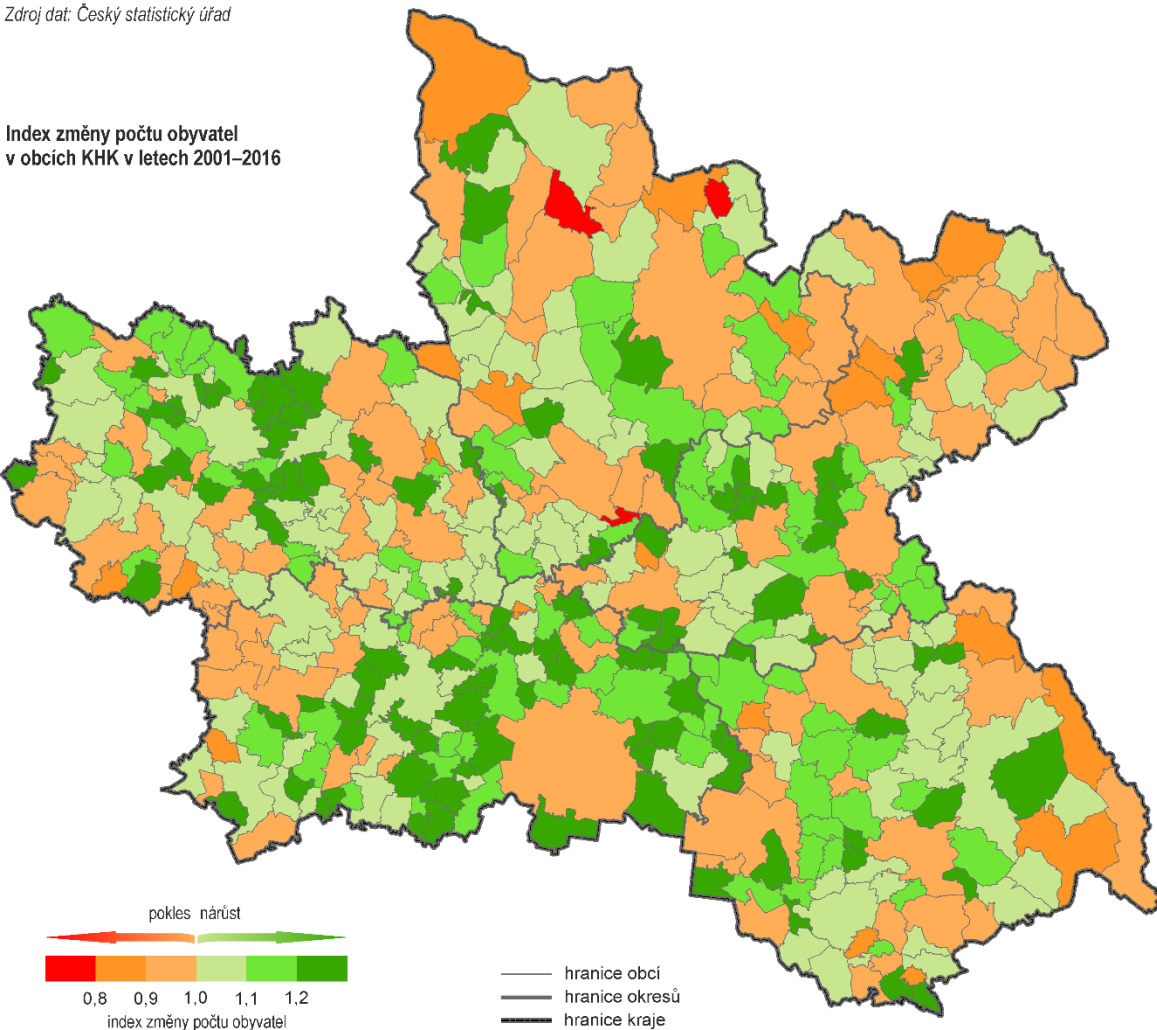 Zdroj dat: Český statistický úřad
Index změny počtu obyvatel
v obcích KHK v letech 2001–2016
pokles nárůst
0,8 0,9 1,0 1,1 1,2
index změny počtu obyvatel
hranice obcí
hranice okresů
hranice kraje